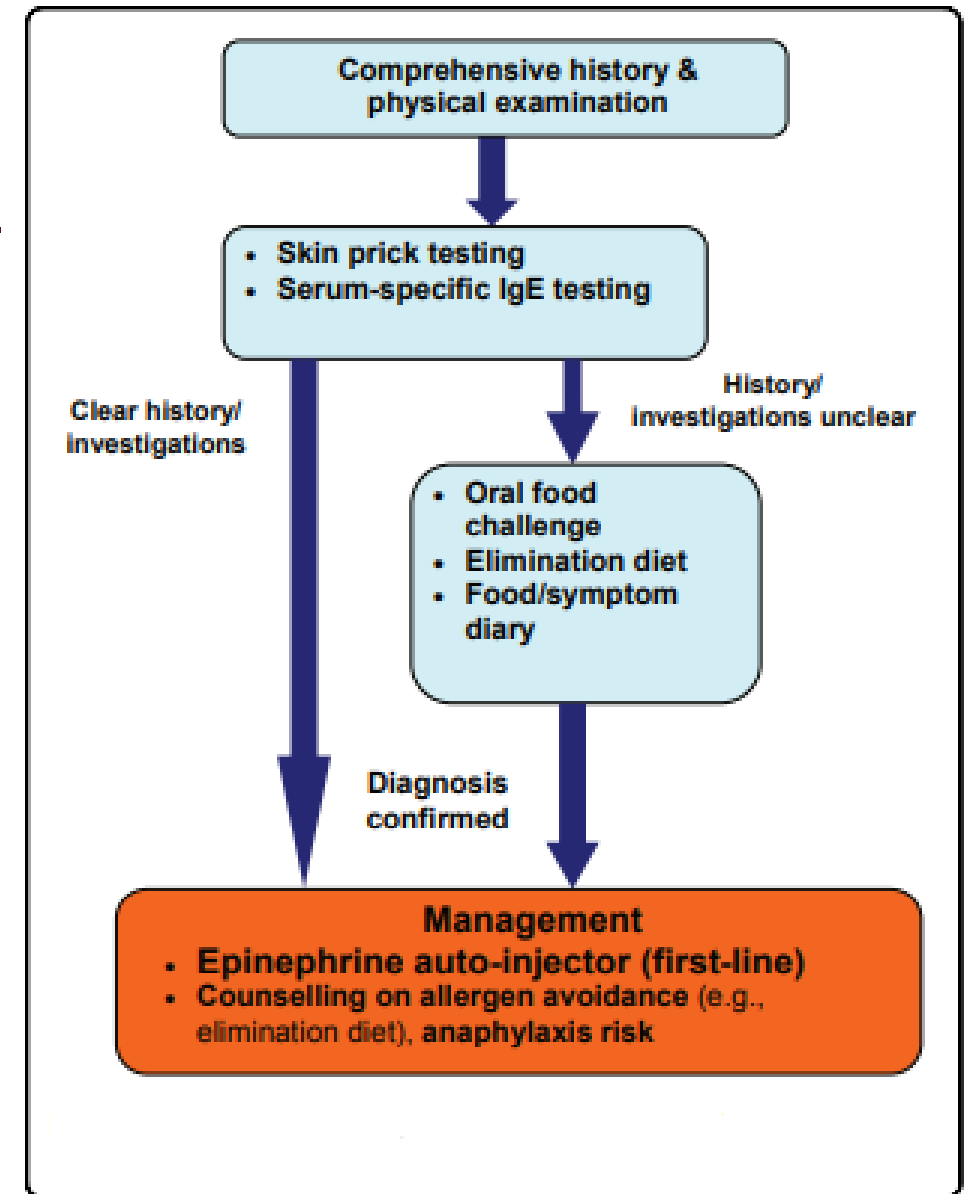 Comprehensive history &
physical examination
• Skin prick testing
• Serum-specific IgE testing
Clear history/
investigations
History/
investigations unclear
• Oral food
challenge
• Elimination diet
• Food/symptom
diary
Diagnosis
confirmed
Management
• Epinephrine auto-injector (first-line)
• Counselling on allergen avoidance (e.g.,
elimination diet), anaphylaxis risk